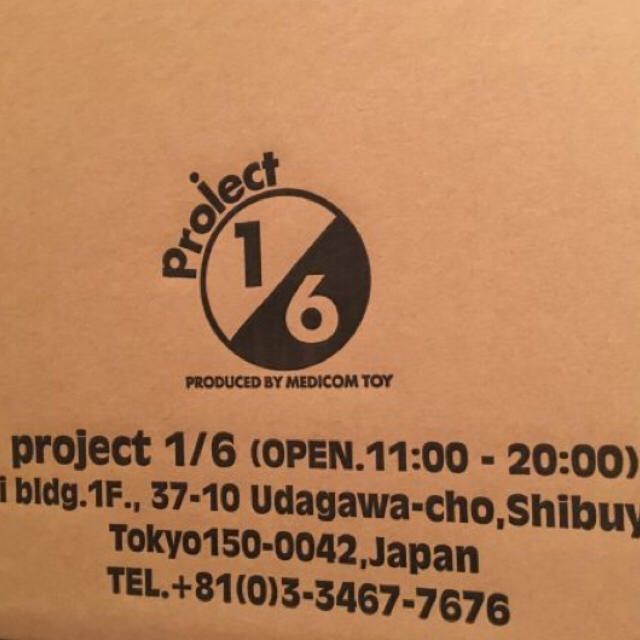 Project
1/6
PRODUCED BY MEDICOM TOY
project 1/6 (OPEN.11:00 - 20:00)
bldg.1F., 37-10 Udagawa-cho,Shibuy
Tokyo150-0042,Japan
TEL.+81(0)3-3467-7676